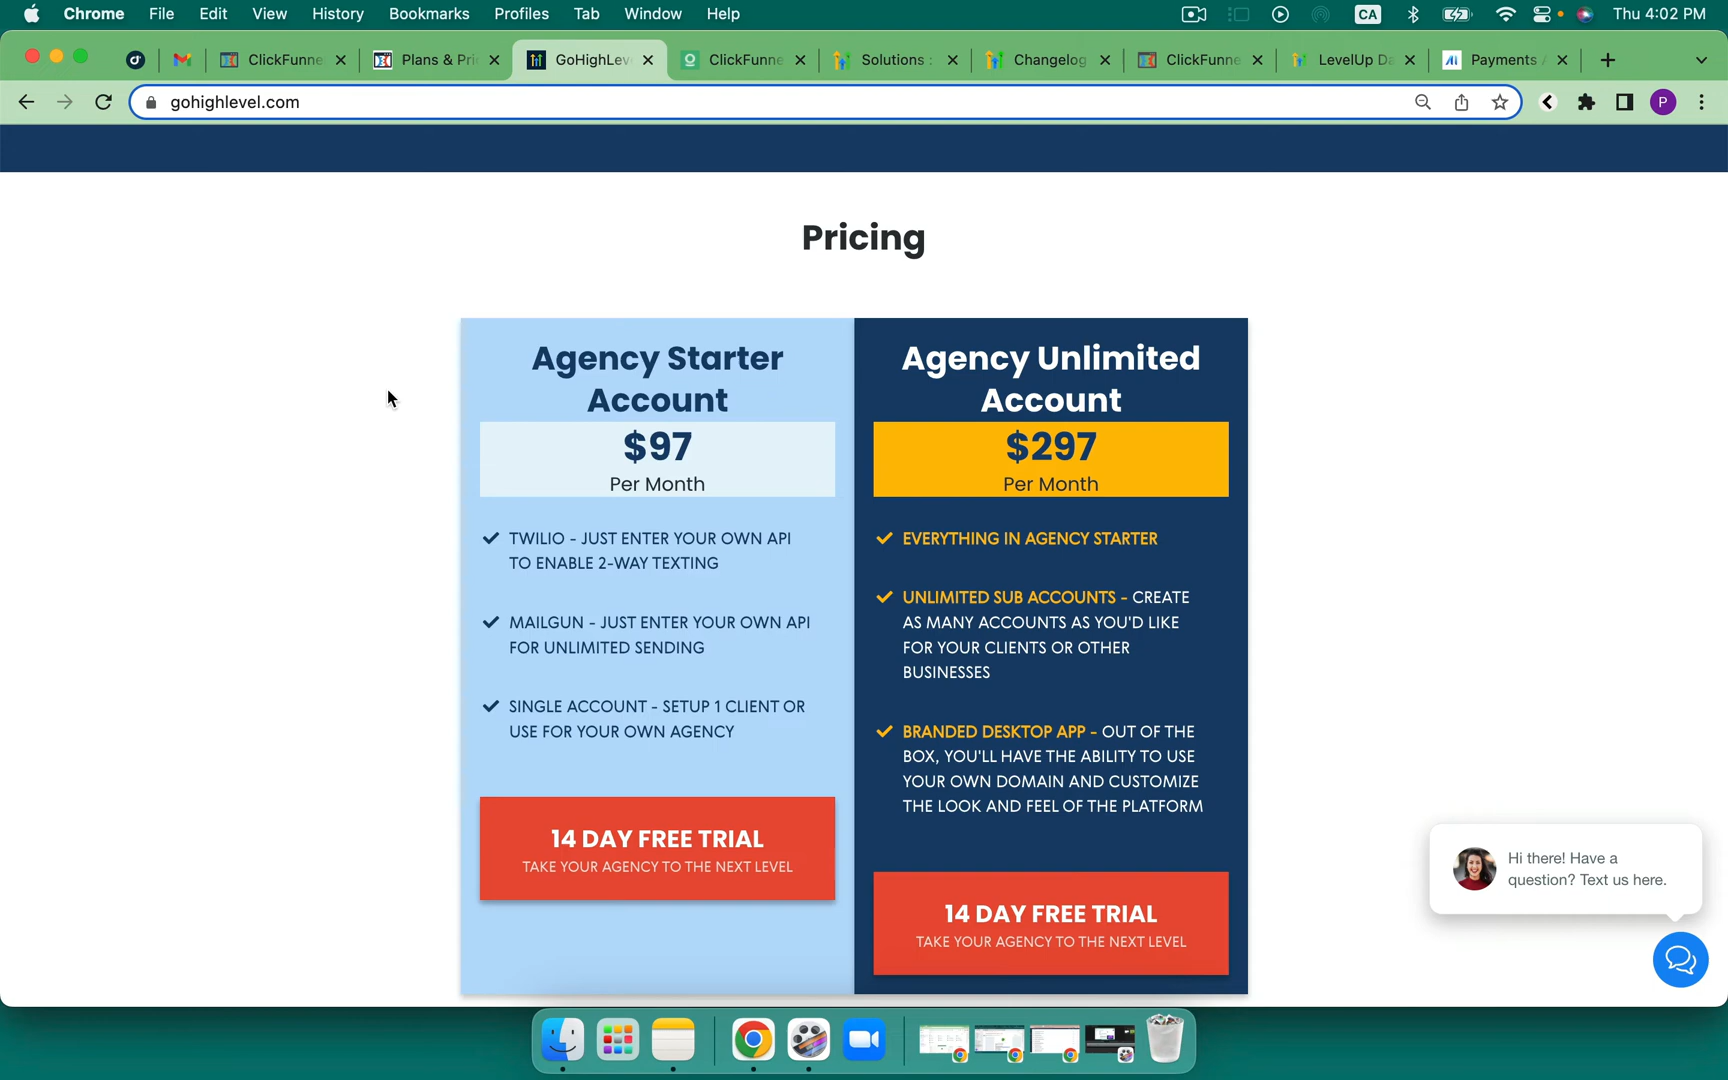 Chrome File Edit View History Bookmarks Profiles Tab Window Help CA Thu 4:02 PM
ClickFunne Plans & Pri GoHighLeve ClickFunne Solutions : Changelog ClickFunne LevelUp Da Payments
gohighlevel.com P
Pricing
Agency Starter
Account
$97
Per Month
TWILIO - JUST ENTER YOUR OWN API
TO ENABLE 2-WAY TEXTING
MAILGUN - JUST ENTER YOUR OWN API
FOR UNLIMITED SENDING
SINGLE ACCOUNT - SETUP 1 CLIENT OR
USE FOR YOUR OWN AGENCY
14 DAY FREE TRIAL
TAKE YOUR AGENCY TO THE NEXT LEVEL
Agency Unlimited
Account
$297
Per Month
EVERYTHING IN AGENCY STARTER
UNLIMITED SUB ACCOUNTS - CREATE
AS MANY ACCOUNTS AS YOU'D LIKE
FOR YOUR CLIENTS OR OTHER
BUSINESSES
BRANDED DESKTOP APP - OUT OF THE
BOX, YOU'LL HAVE THE ABILITY TO USE
YOUR OWN DOMAIN AND CUSTOMIZE
THE LOOK AND FEEL OF THE PLATFORM
14 DAY FREE TRIAL
TAKE YOUR AGENCY TO THE NEXT LEVEL
Hi there! Have a
question? Text us here.